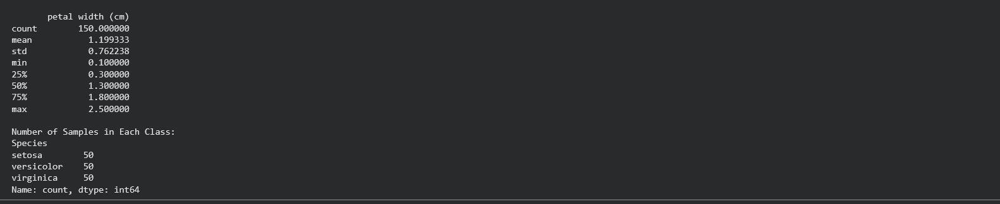 petal width (cm)
count 150.000000
mean 1.199333
std 0.762238
min 0.100000
25% 0.300000
50% 1.300000
75% 1.800000
max 2.500000
Number of Samples in Each Class:
Species
setosa 50
versicolor 50
virginica 50
Name: count, dtype: int64